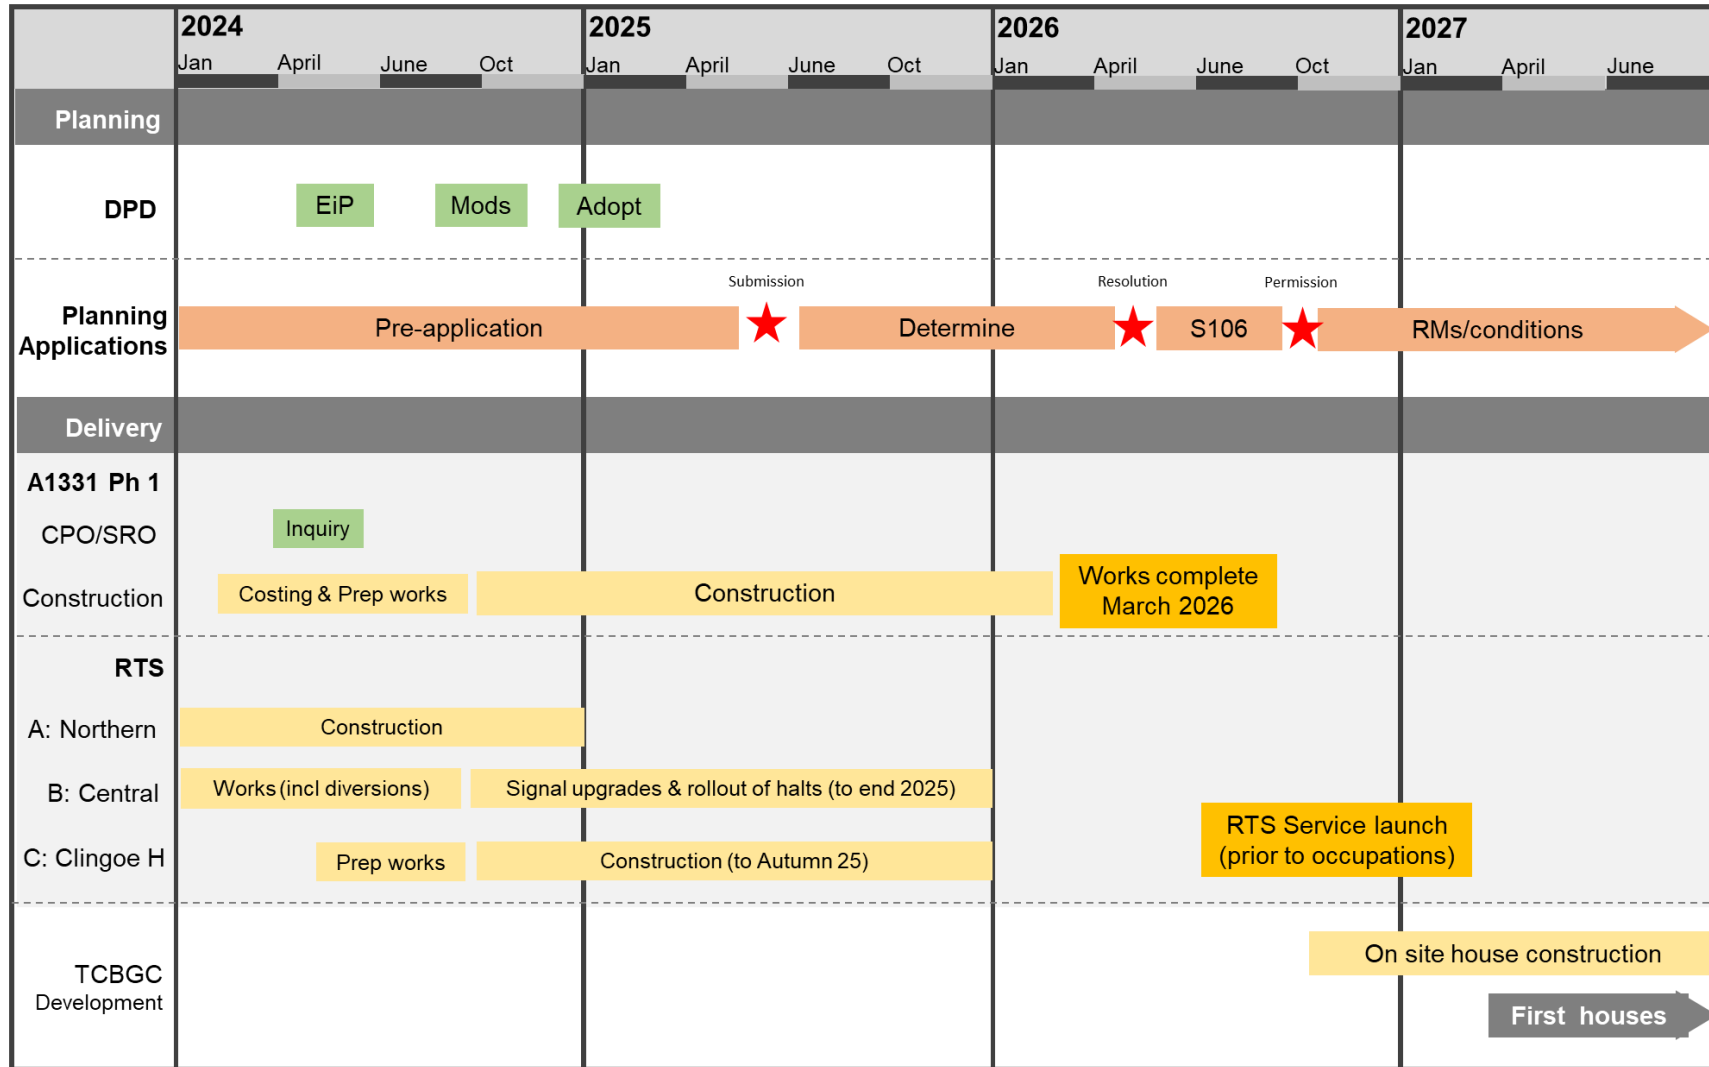 2024
2025
2026
2027
Jan April June Oct Jan April June Oct Jan April June Oct Jan April June
Planning
DPD
EiP
Mods
Adopt
Submission
Resolution
Permission
Planning
Applications
Pre-application
Determine
S106
RMs/conditions
Delivery
A1331 Ph 1
CPO/SRO
Inquiry
Construction
Costing & Prep works
Construction
Works complete
March 2026
RTS
A: Northern
Construction
B: Central
Works (incl diversions)
Signal upgrades & rollout of halts (to end 2025)
C: Clingoe H
Prep works
Construction (to Autumn 25)
RTS Service launch
(prior to occupations)
TCBGC
Development
On site house construction
First houses